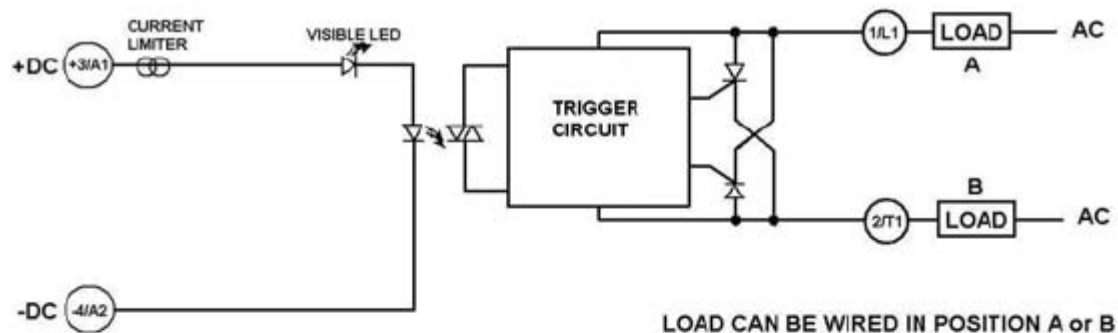 CURRENT
LIMITER
VISIBLE LED
+DC
+3/A1
TRIGGER
CIRCUIT
1/L1
LOAD
AC
A
B
2/T1
LOAD
AC
-DC
-4/A2
LOAD CAN BE WIRED IN POSITION A or B